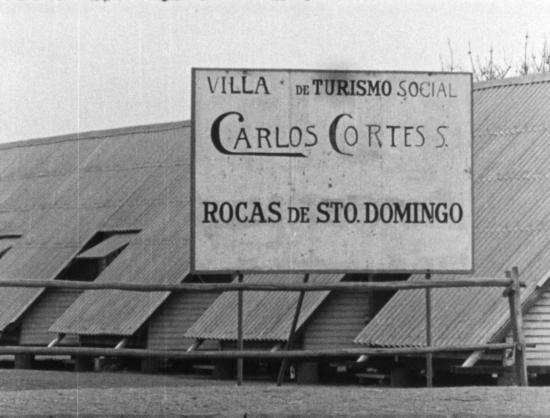 VILLA DE TURISMO SOCIAL
CARLOS CORTES S.
ROCAS DE STO. DOMINGO